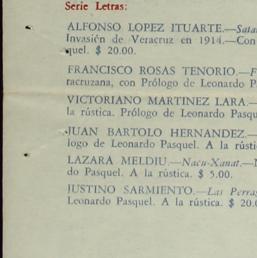 Serie Letras:
ALFONSO LOPEZ ITUARTE.—Sata
Invasión de Veracruz en 1914.—Con
quel. $ 20.00.
FRANCISCO ROSAS TENORIO.—F
racruzana, con Prólogo de Leonardo P
VICTORIANO MARTINEZ LARA.—
la rústica. Prólogo de Leonardo Pasqu
JUAN BARTOLO HERNANDEZ.—
logo de Leonardo Pasquel. A la rústi
LAZARA MELDIU.—Nacu-Xanat.—N
do Pasquel. A la rústica. $ 5.00.
JUSTINO SARMIENTO.—Las Perra
Leonardo Pasquel. A la rústica. $ 20.